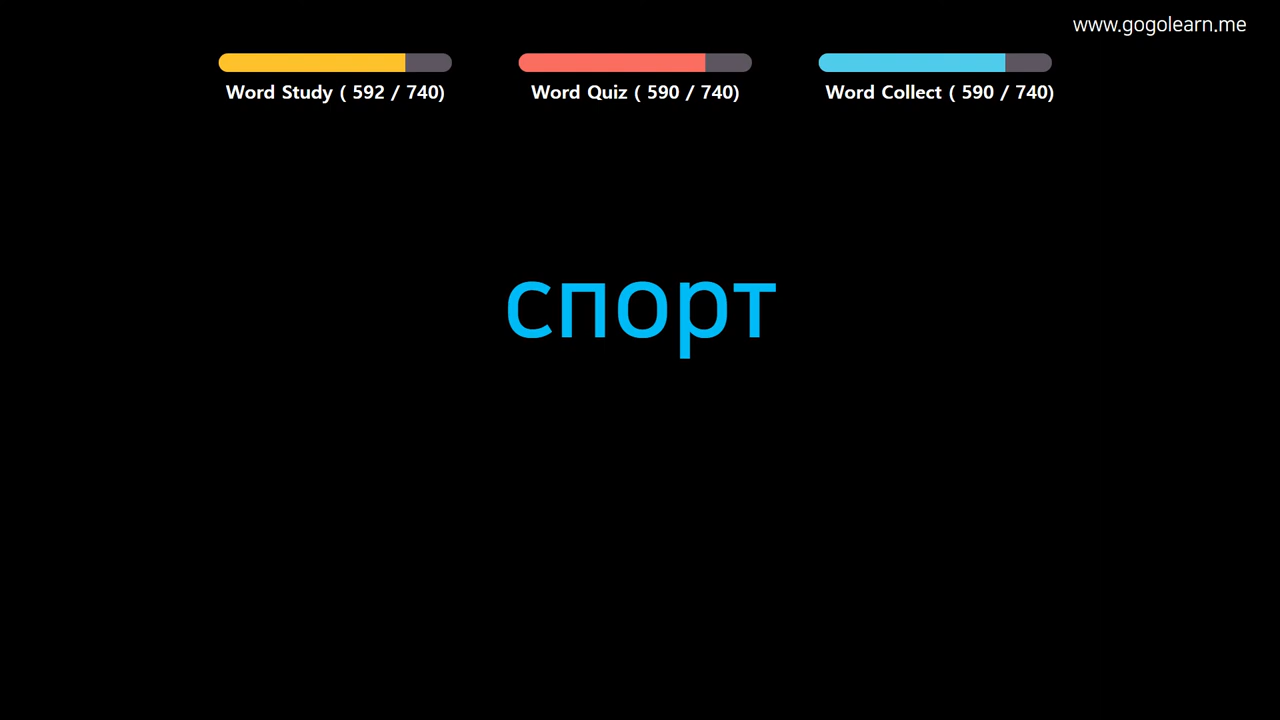 www.gogolearn.me
Word Study ( 592 / 740)
Word Quiz ( 590 / 740)
Word Collect ( 590 / 740)
спорт